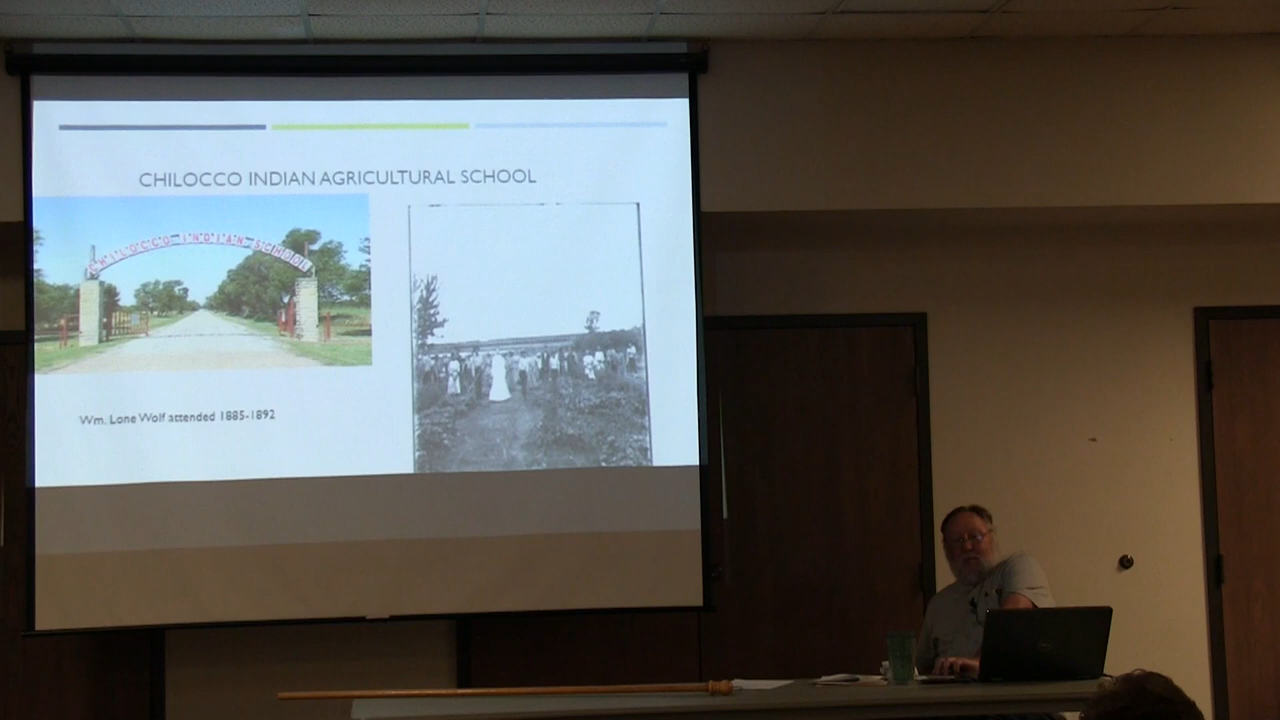 CHILOCCO INDIAN AGRICULTURAL SCHOOL
CHILOCCO INDIAN SCHOOL
Wm. Lone Wolf attended 1885-1892